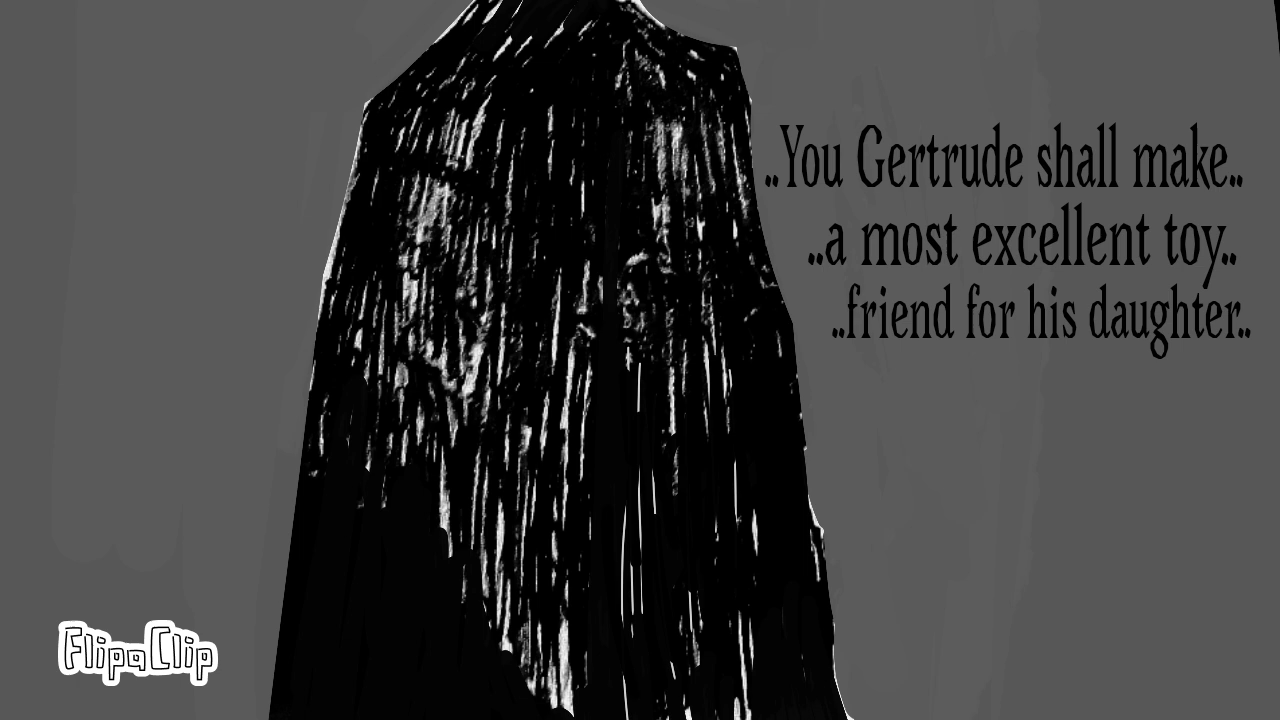 ..You Gertrude shall make..
..a most excellent toy..
..friend for his daughter..
FlipaClip